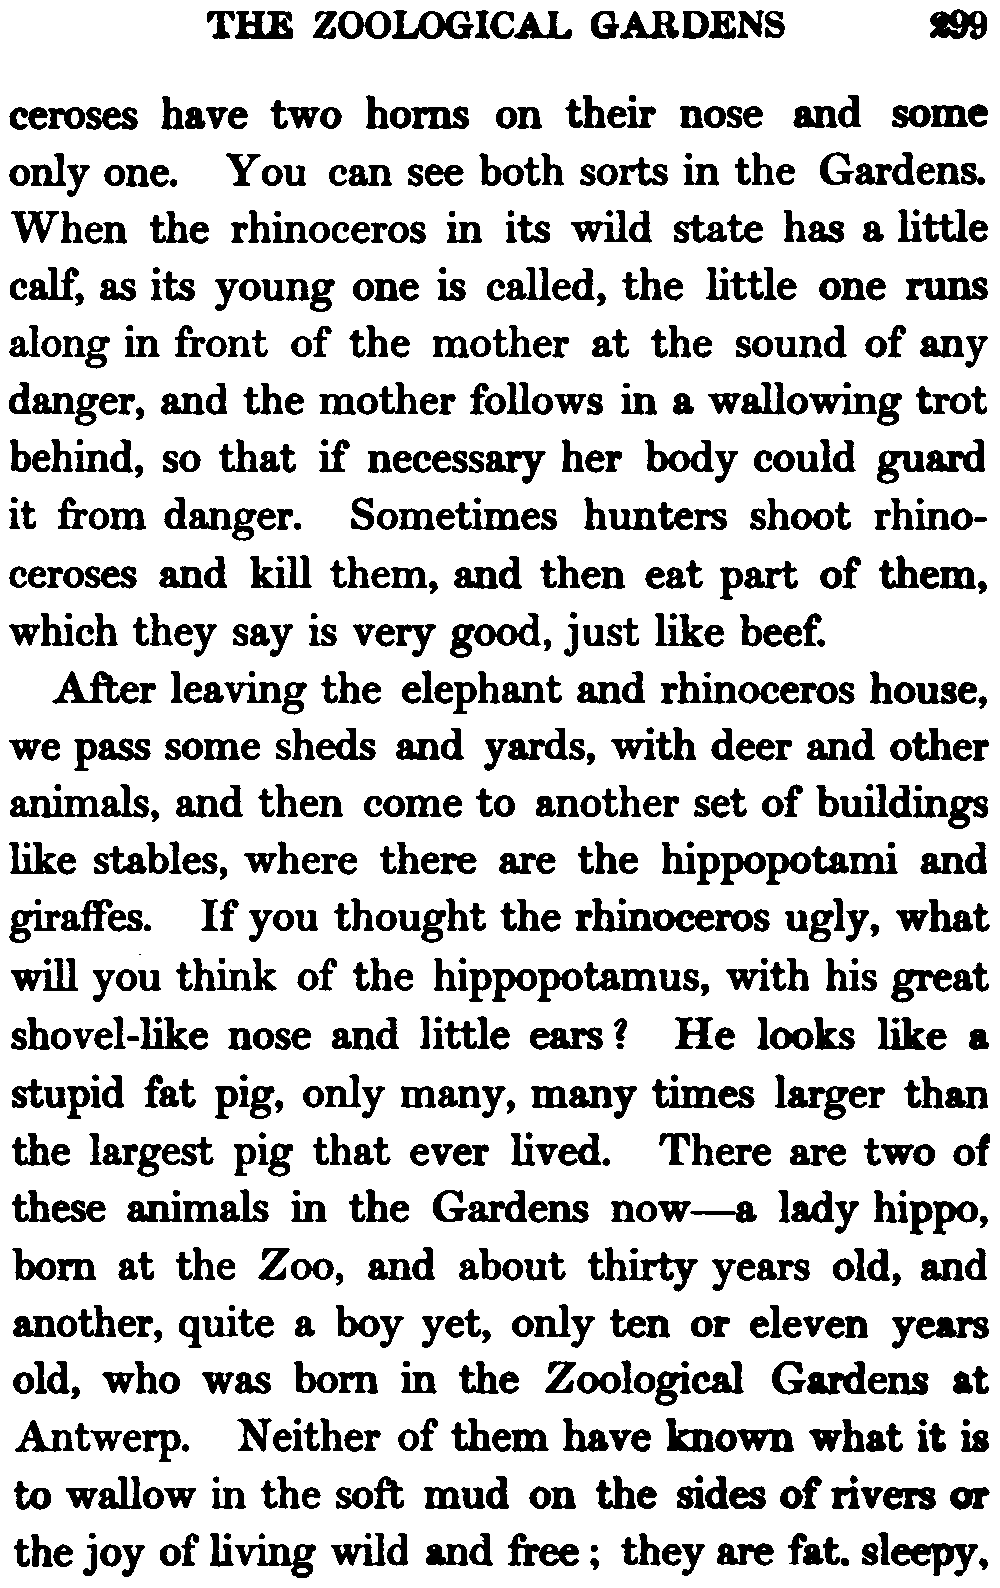 THE ZOOLOGICAL GARDENS 299
ceroses have two horns on their nose and some
only one. You can see both sorts in the Gardens.
When the rhinoceros in its wild state has a little
calf, as its young one is called, the little one runs
along in front of the mother at the sound of any
danger, and the mother follows in a wallowing trot
behind, so that if necessary her body could guard
it from danger. Sometimes hunters shoot rhino-
ceroses and kill them, and then eat part of them,
which they say is very good, just like beef.
After leaving the elephant and rhinoceros house,
we pass some sheds and yards, with deer and other
animals, and then come to another set of buildings
like stables, where there are the hippopotami and
giraffes. If you thought the rhinoceros ugly, what
will you think of the hippopotamus, with his great
shovel-like nose and little ears? He looks like a
stupid fat pig, only many, many times larger than
the largest pig that ever lived. There are two of
these animals in the Gardens now—a lady hippo,
born at the Zoo, and about thirty years old, and
another, quite a boy yet, only ten or eleven years
old, who was born in the Zoological Gardens at
Antwerp. Neither of them have known what it is
to wallow in the soft mud on the sides of rivers or
the joy of living wild and free; they are fat. sleepy,